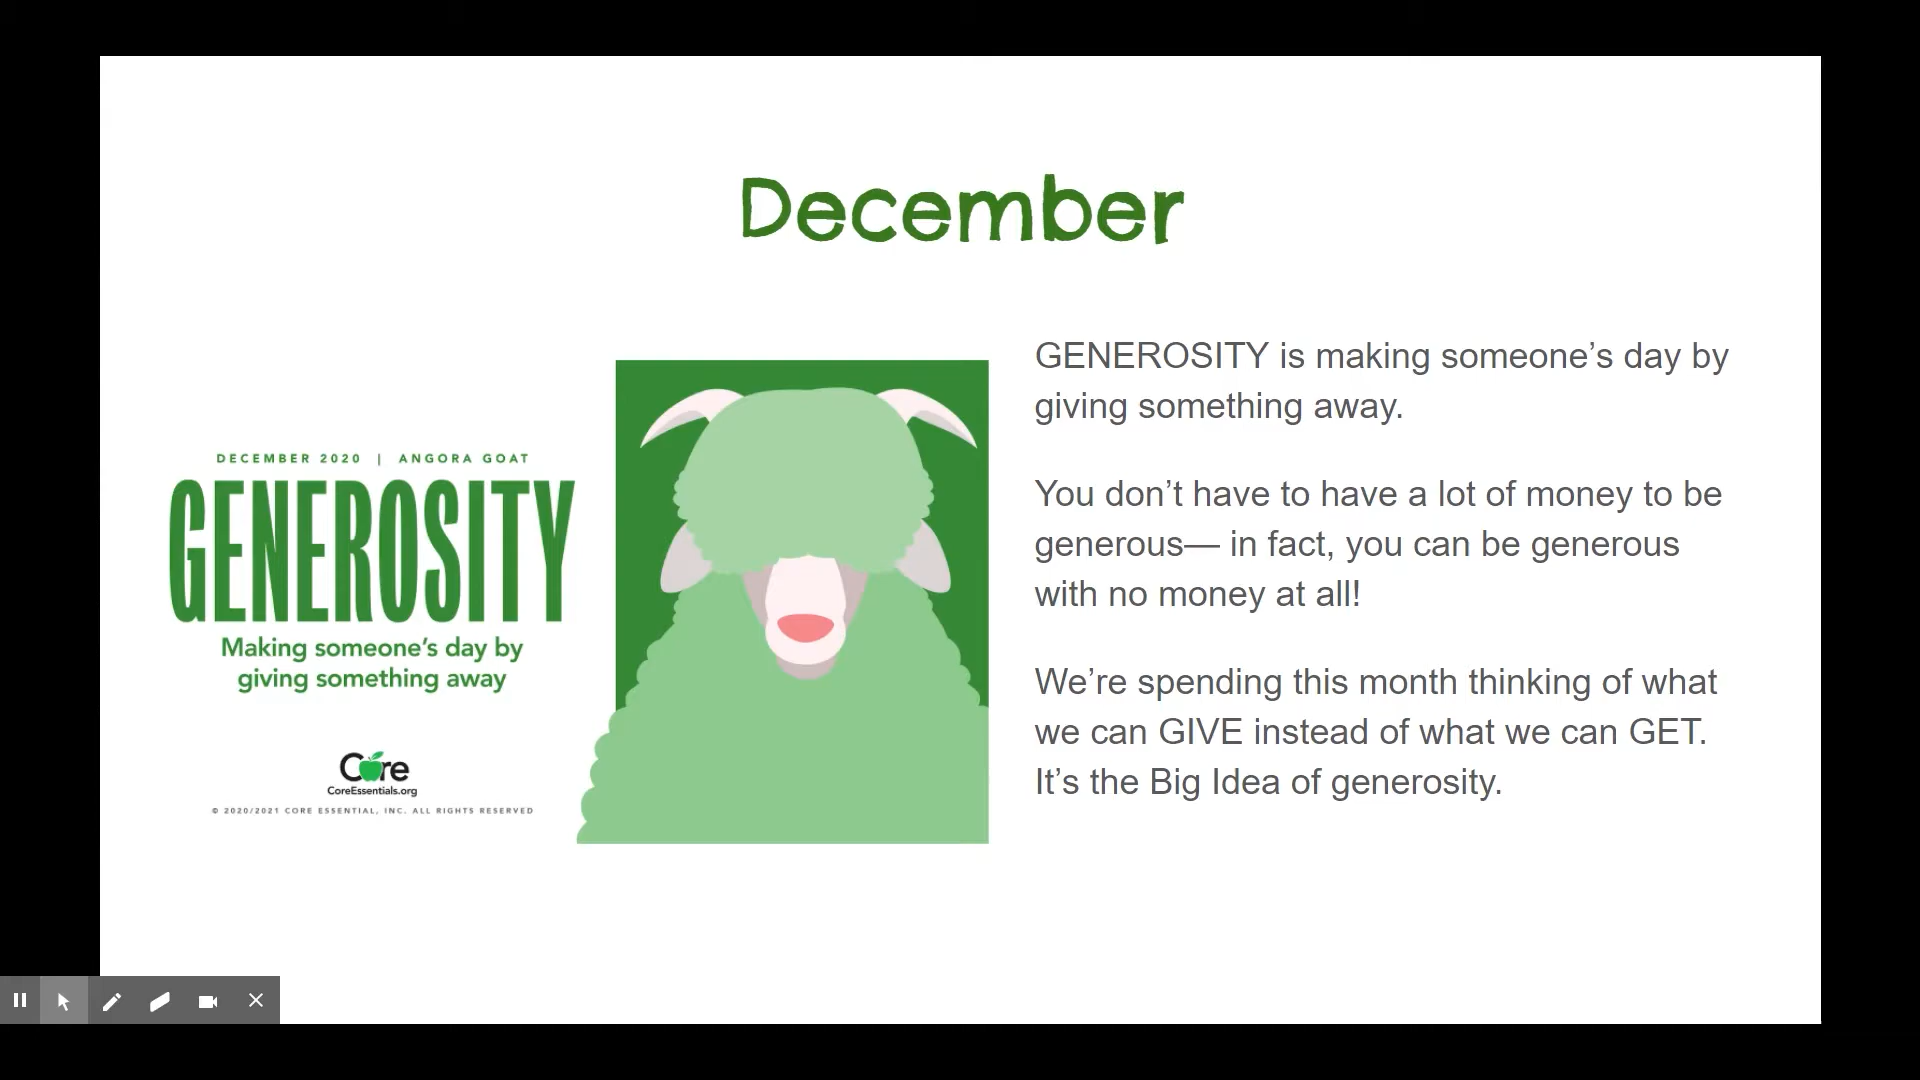 December
DECEMBER 2020 | ANGORA GOAT
GENEROSITY
Making someone's day by
giving something away
Core
CoreEssentials.org
© 2020/2021 CORE ESSENTIAL, INC. ALL RIGHTS RESERVED
GENEROSITY is making someone’s day by
giving something away.
You don’t have to have a lot of money to be
generous— in fact, you can be generous
with no money at all!
We’re spending this month thinking of what
we can GIVE instead of what we can GET.
It’s the Big Idea of generosity.